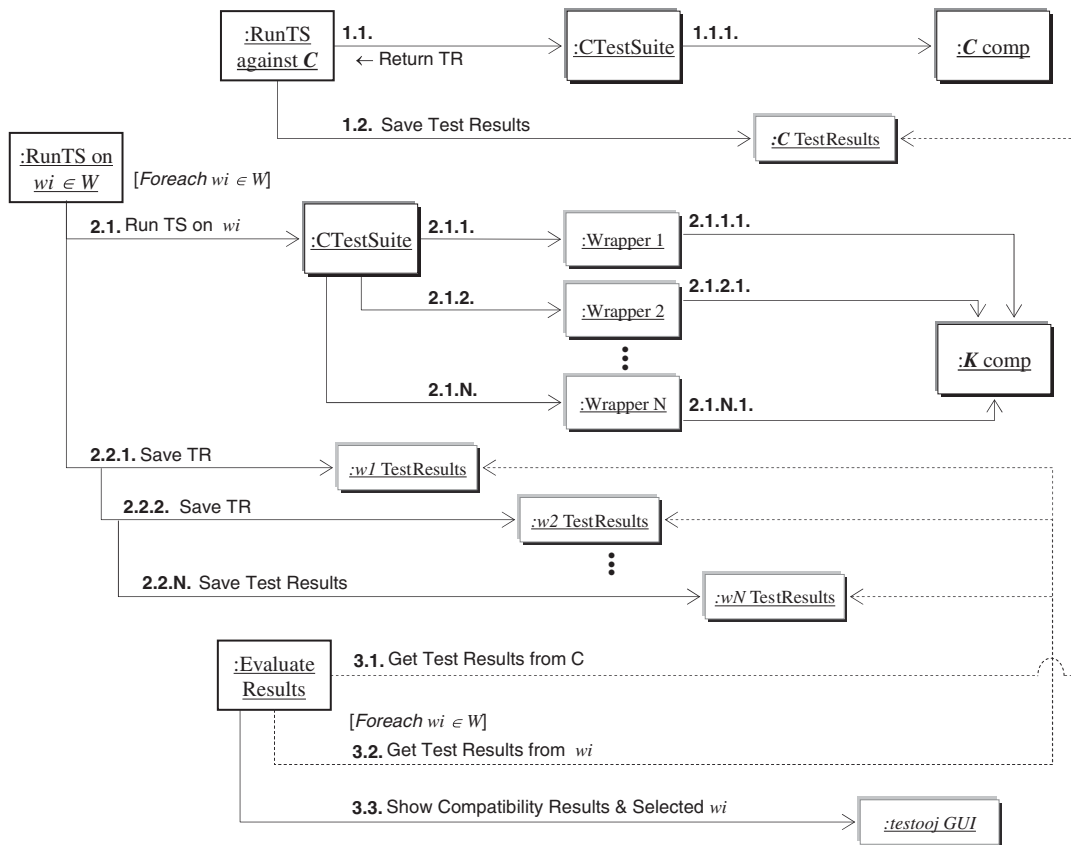 :RunTS
against C
1.1.
← Return TR
:CTestSuite
1.1.1.
:C comp
1.2. Save Test Results
:C TestResults
:RunTS on
wi ∈ W
[Foreach wi ∈ W]
2.1. Run TS on wi
:CTestSuite
2.1.1.
:Wrapper 1
2.1.1.1.
2.1.2.
:Wrapper 2
2.1.2.1.
:K comp
2.1.N.
:Wrapper N
2.1.N.1.
2.2.1 Save TR
:w1 TestResults
2.2.2. Save TR
:w2 TestResults
2.2.N. Save Test Results
:wN TestResults
:Evaluate
Results
3.1. Get Test Results from C
[Foreach wi ∈ W]
3.2. Get Test Results from wi
3.3. Show Compatibility Results & Selected wi
:testooj GUI